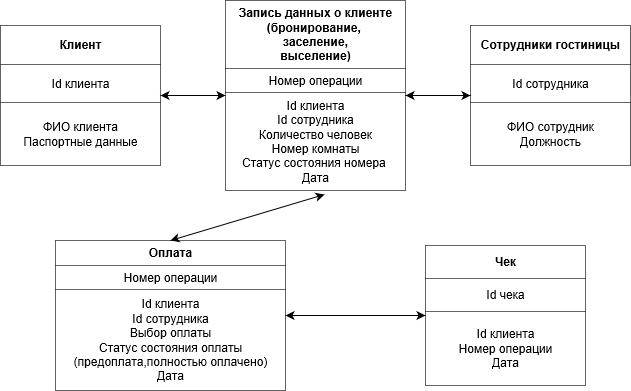 Клиент
Id клиента
ФИО клиента
Паспортные данные
Запись данных о клиенте
(бронирование,
заселение,
выселение)
Номер операции
Id клиента
Id сотрудника
Количество человек
Номер комнаты
Статус состояния номера
Дата
Сотрудники гостиницы
Id сотрудника
ФИО сотрудник
Должность
Оплата
Номер операции
Id клиента
Id сотрудника
Выбор оплаты
Статус состояния оплаты
(предоплата,полностью оплачено)
Дата
Чек
Id чека
Id клиента
Номер операции
Дата